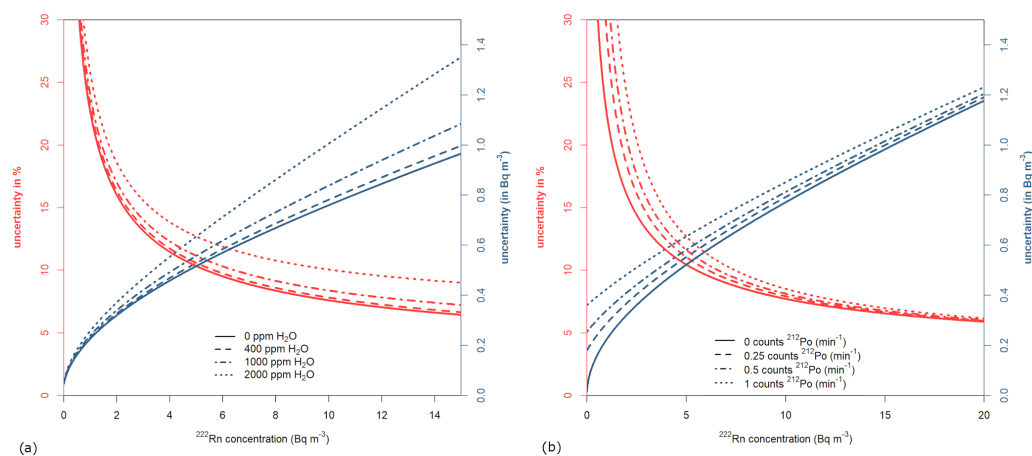 30
25
20
15
10
5
0
uncertainty in %
0 ppm H₂O
400 ppm H₂O
1000 ppm H₂O
2000 ppm H₂O
1.4
1.2
1.0
0.8
0.6
0.4
0.2
0.0
uncertainty (in Bq m⁻³)
0 2 4 6 8 10 12 14
²²²Rn concentration (Bq m⁻³)
(a)
30
25
20
15
10
5
0
uncertainty in %
0 counts ²¹²Po (min⁻¹)
0.25 counts ²¹²Po (min⁻¹)
0.5 counts ²¹²Po (min⁻¹)
1 counts ²¹²Po (min⁻¹)
1.4
1.2
1.0
0.8
0.6
0.4
0.2
0.0
uncertainty (in Bq m⁻³)
0 5 10 15 20
²²²Rn concentration (Bq m⁻³)
(b)